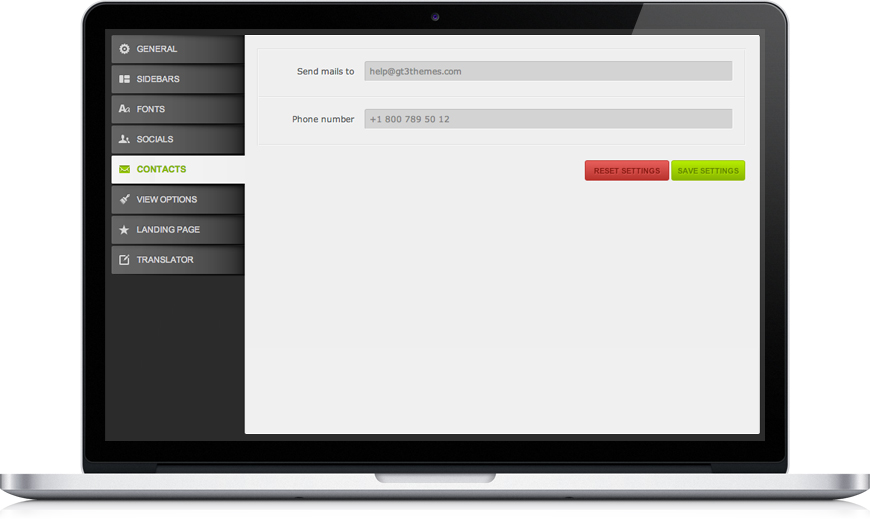 GENERAL
SIDEBARS
FONTS
SOCIALS
CONTACTS
VIEW OPTIONS
LANDING PAGE
TRANSLATOR
Send mails to help@gt3themes.com
Phone number +1 800 789 50 12
RESET SETTINGS SAVE SETTINGS